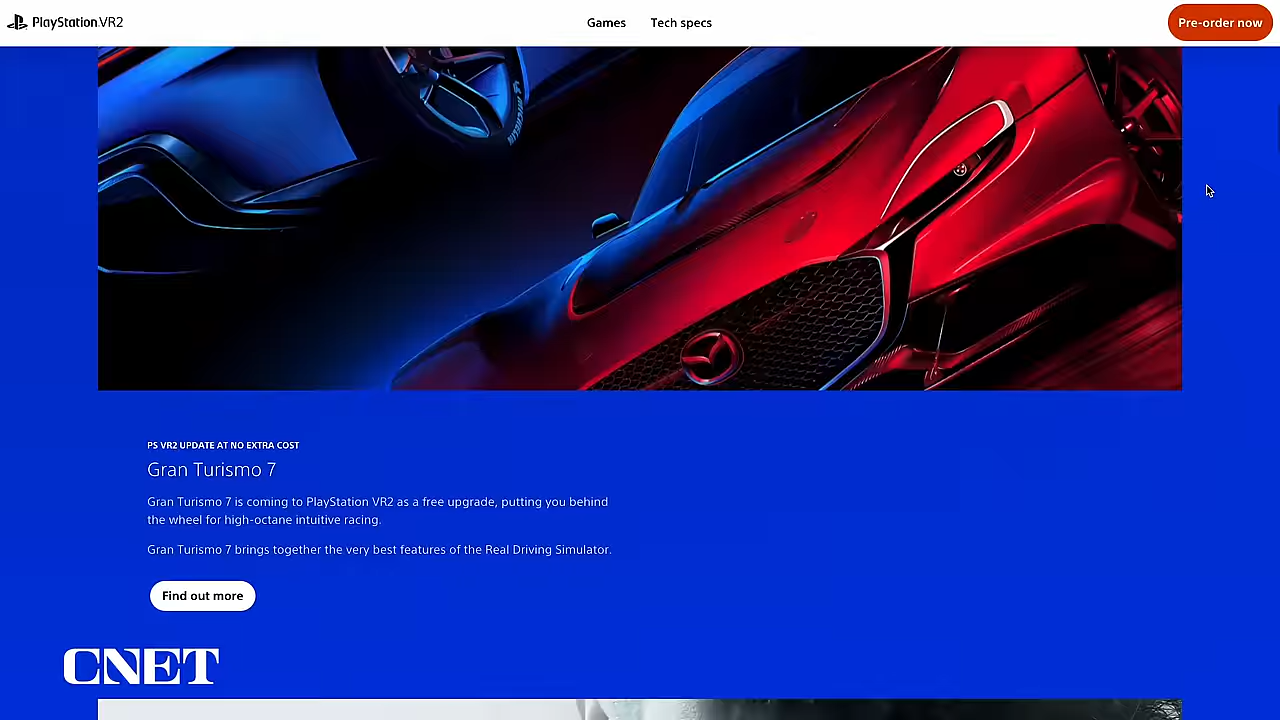 PlayStation.VR2
Games
Tech specs
Pre-order now
MICHELIN
PS VR2 UPDATE AT NO EXTRA COST
Gran Turismo 7
Gran Turismo 7 is coming to PlayStation VR2 as a free upgrade, putting you behind
the wheel for high-octane intuitive racing.
Gran Turismo 7 brings together the very best features of the Real Driving Simulator.
Find out more
CNET